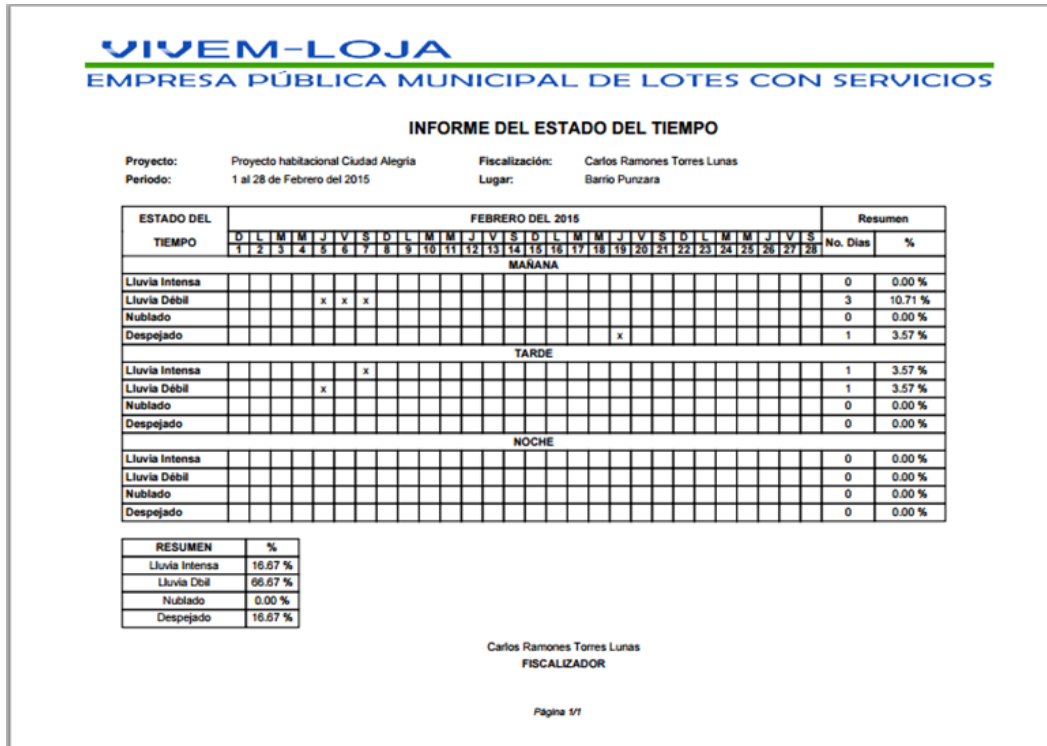 VIVEM-LOJA
EMPRESA PÚBLICA MUNICIPAL DE LOTES CON SERVICIOS
INFORME DEL ESTADO DEL TIEMPO
Proyecto: Proyecto habitacional Ciudad Alegria Fiscalización: Carlos Ramones Torres Lunas
Periodo: 1 al 28 de Febrero del 2015 Lugar: Barrio Punzara
ESTADO DEL TIEMPO FEBRERO DEL 2015 Resumen
D L M M J V S D L M M J V S D L M M J V S D L M M J V S No. Dias %
1 2 3 4 5 6 7 8 9 10 11 12 13 14 15 16 17 18 19 20 21 22 23 24 25 26 27 28
MAÑANA
Lluvia Intensa 0 0.00 %
Lluvia Débil x x x 3 10.71 %
Nublado 0 0.00 %
Despejado x 1 3.57 %
TARDE
Lluvia Intensa x 1 3.57 %
Lluvia Débil x 1 3.57 %
Nublado 0 0.00 %
Despejado 0 0.00 %
NOCHE
Lluvia Intensa 0 0.00 %
Lluvia Débil 0 0.00 %
Nublado 0 0.00 %
Despejado 0 0.00 %
RESUMEN %
Lluvia Intensa 16.67 %
Lluvia Dbil 66.67 %
Nublado 0.00 %
Despejado 16.67 %
Carlos Ramones Torres Lunas
FISCALIZADOR
Página 1/1